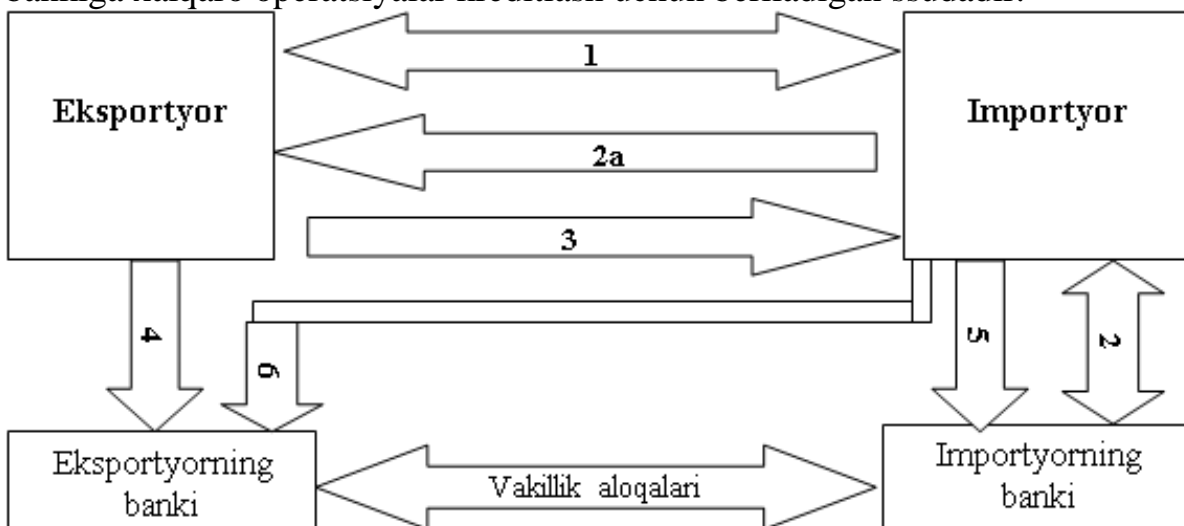 1
Eksportyor
Importyor
2a
3
4
6
5
2
Eksportyorning
banki
Vakillik aloqalari
Importyorning
banki